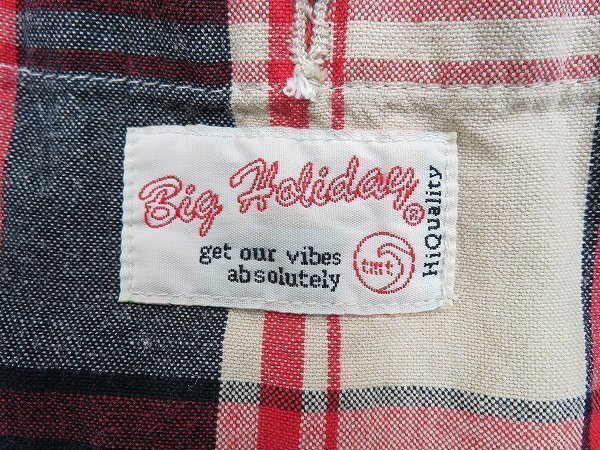 Big Holiday®
get our vibes
absolutely
tmt
HiQuality